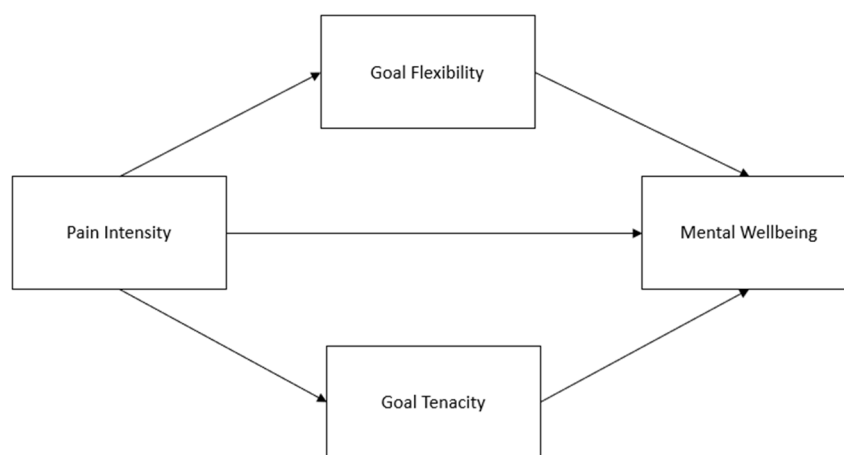 Goal Flexibility
Pain Intensity
Mental Wellbeing
Goal Tenacity